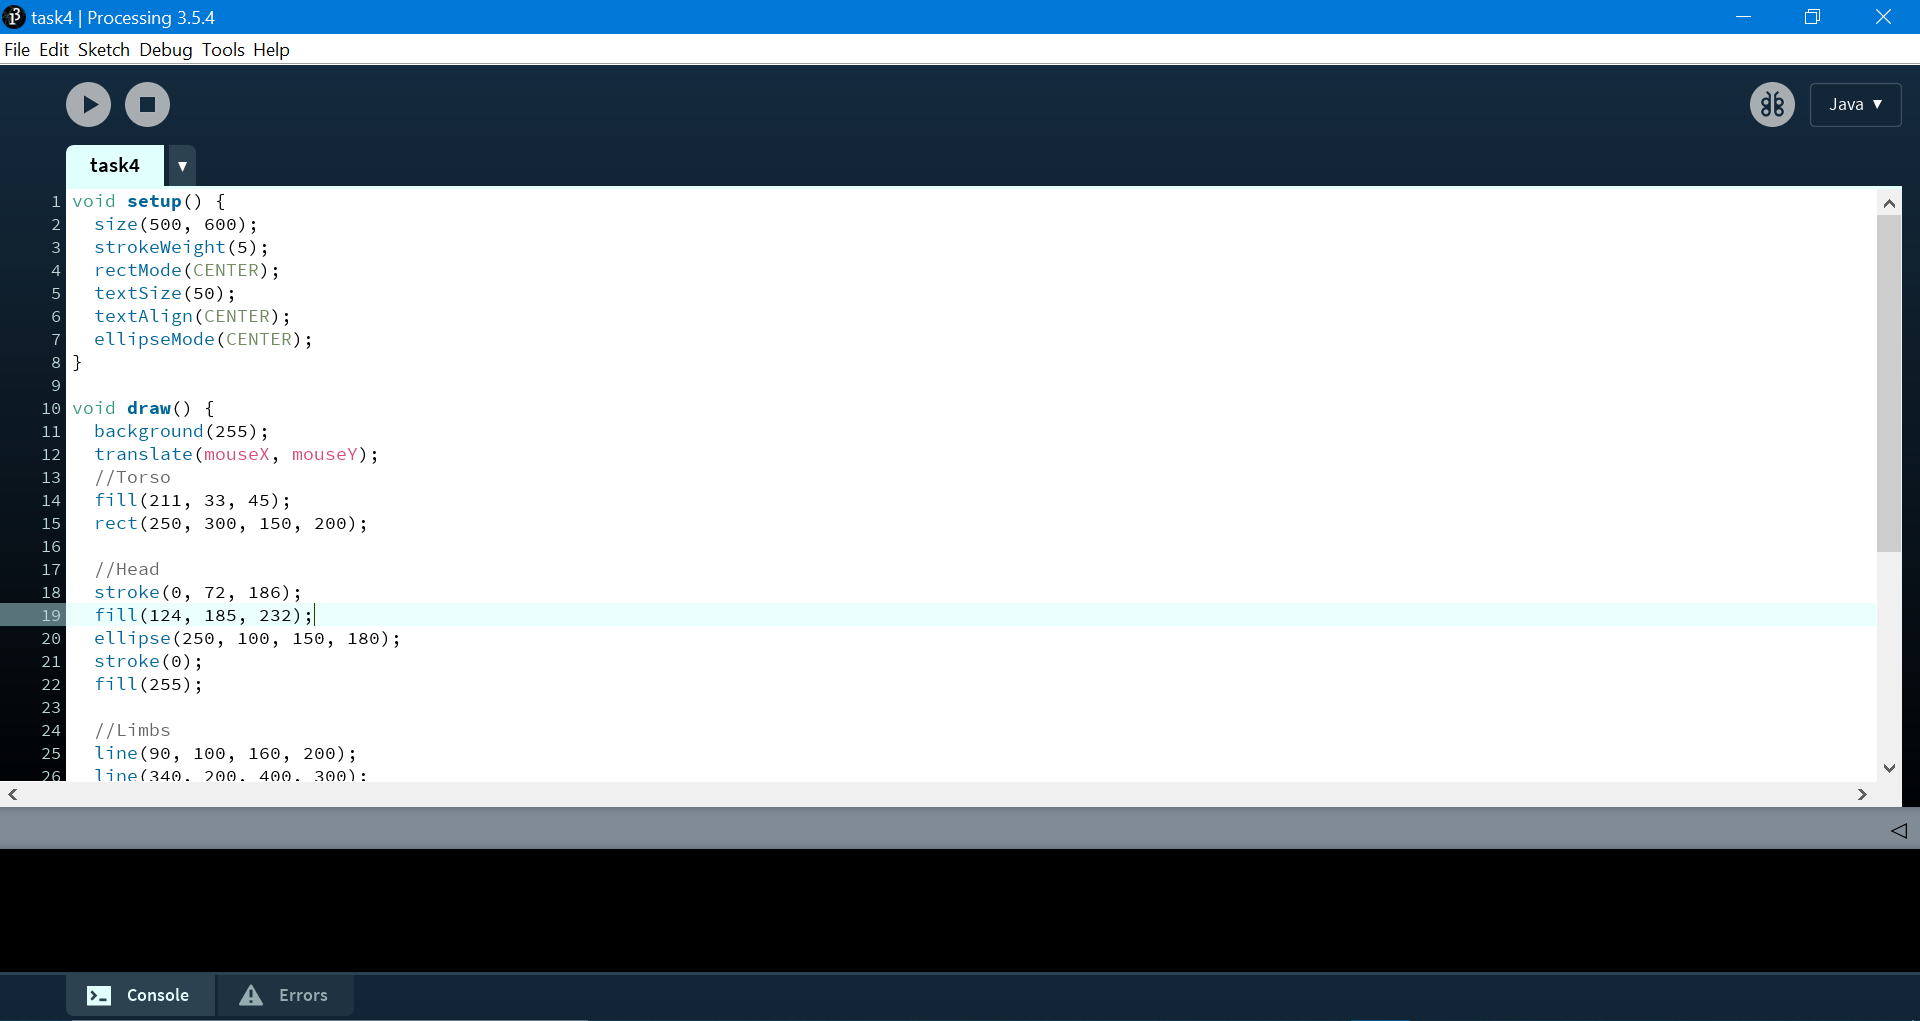 task4 | Processing 3.5.4
File Edit Sketch Debug Tools Help
Java ▼
task4 ▼
1 void setup() {
2   size(500, 600);
3   strokeWeight(5);
4   rectMode(CENTER);
5   textSize(50);
6   textAlign(CENTER);
7   ellipseMode(CENTER);
8 }
9
10 void draw() {
11   background(255);
12   translate(mouseX, mouseY);
13   //Torso
14   fill(211, 33, 45);
15   rect(250, 300, 150, 200);
16
17   //Head
18   stroke(0, 72, 186);
19   fill(124, 185, 232);
20   ellipse(250, 100, 150, 180);
21   stroke(0);
22   fill(255);
23
24   //Limbs
25   line(90, 100, 160, 200);
26   line(340, 200, 400, 300);
Console Errors